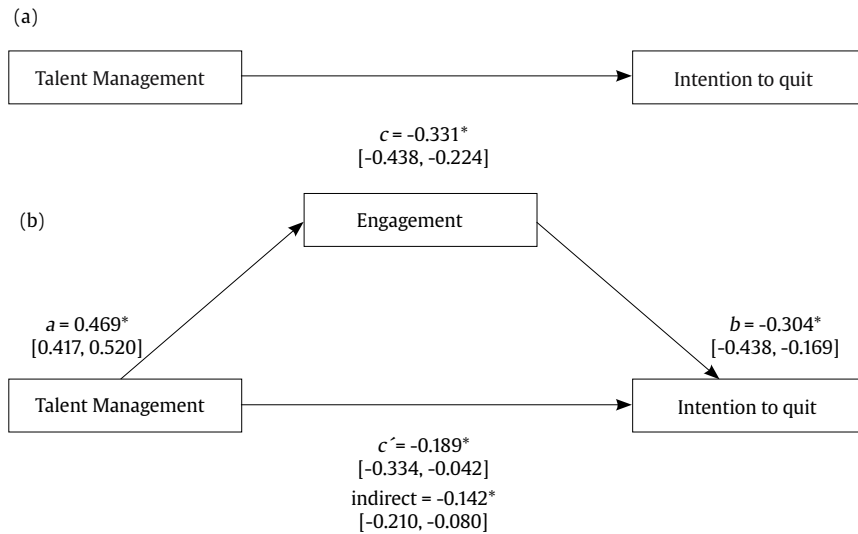 (a)
Talent Management
Intention to quit
c = -0.331*
[-0.438, -0.224]
(b)
Engagement
a = 0.469*
[0.417, 0.520]
b = -0.304*
[-0.438, -0.169]
Talent Management
Intention to quit
c´= -0.189*
[-0.334, -0.042]
indirect = -0.142*
[-0.210, -0.080]